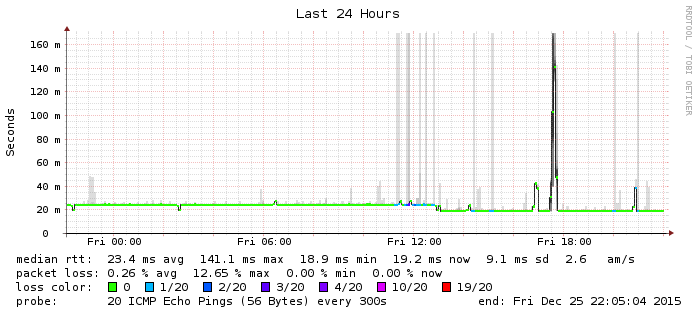 Last 24 Hours
RRDTOOL / TOBI OETIKER
Seconds
160 m
140 m
120 m
100 m
80 m
60 m
40 m
20 m
0
Fri 00:00 Fri 06:00 Fri 12:00 Fri 18:00
median rtt: 23.4 ms avg 141.1 ms max 18.9 ms min 19.2 ms now 9.1 ms sd 2.6 am/s
packet loss: 0.26 % avg 12.65 % max 0.00 % min 0.00 % now
loss color: 0 1/20 2/20 3/20 4/20 10/20 19/20
probe: 20 ICMP Echo Pings (56 Bytes) every 300s end: Fri Dec 25 22:05:04 2015